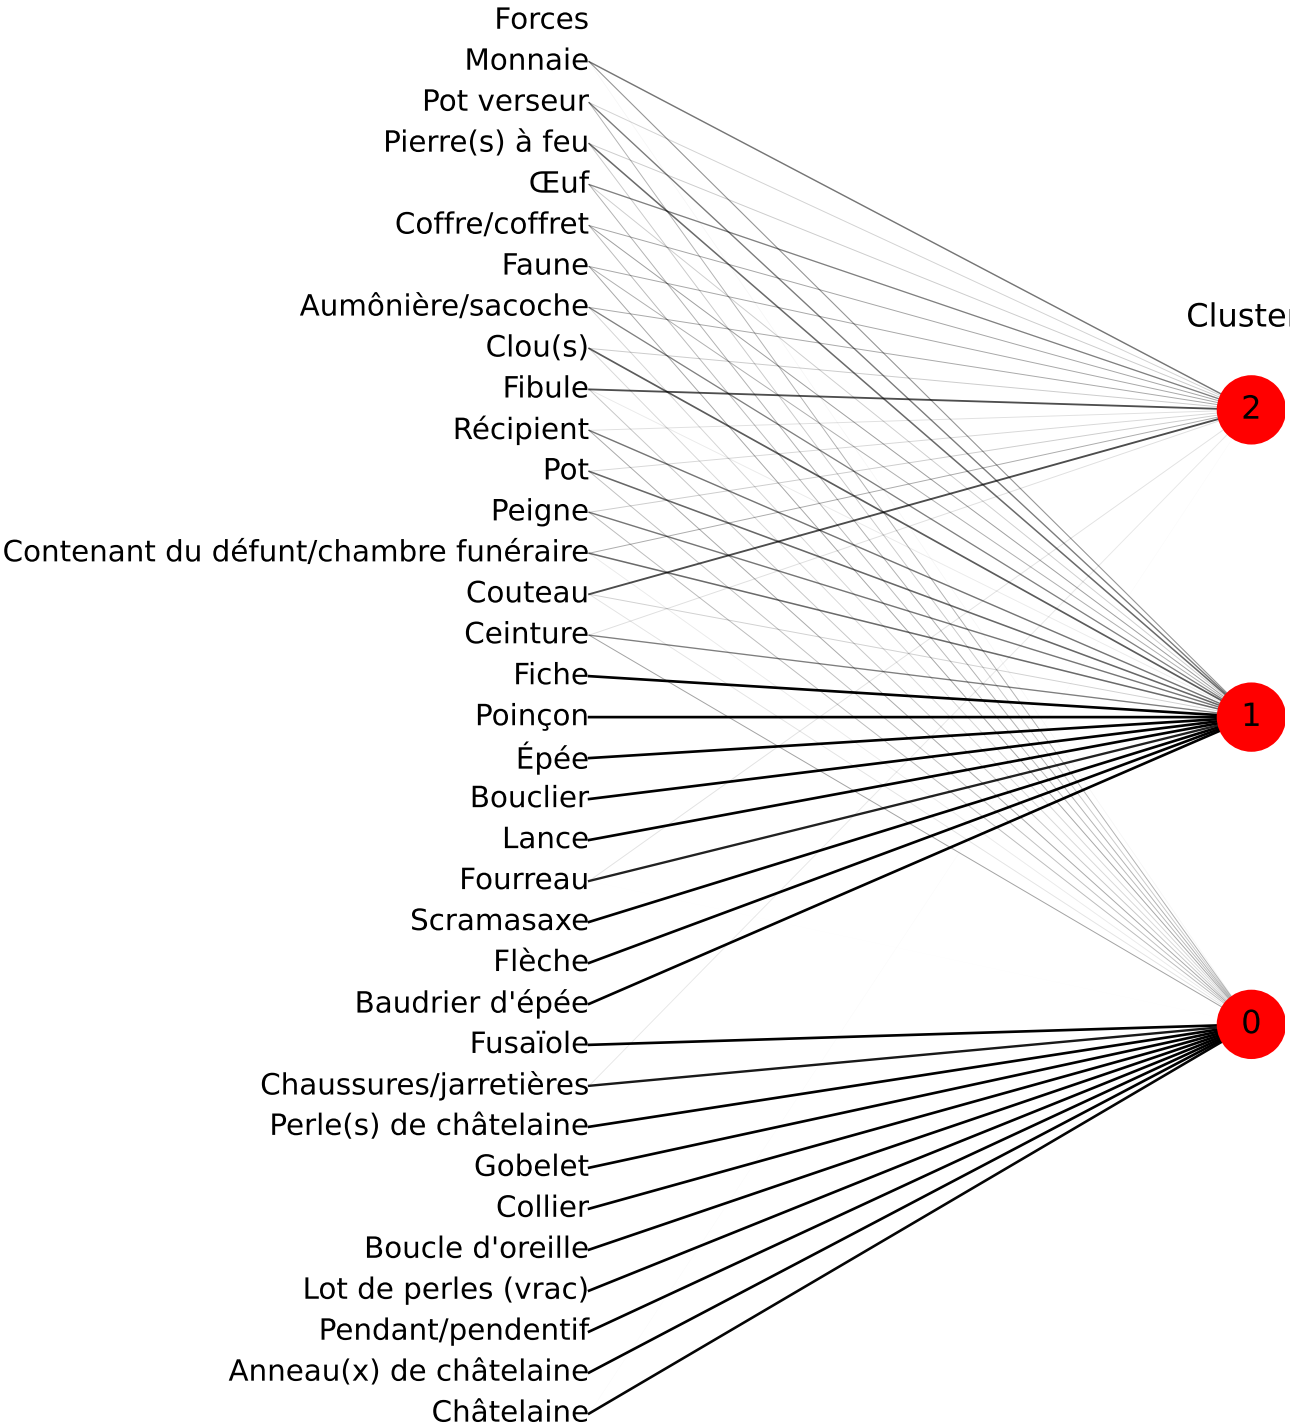 Forces
Monnaie
Pot verseur
Pierre(s) à feu
Œuf
Coffre/coffret
Faune
Aumônière/sacoche
Clou(s)
Fibule
Récipient
Pot
Peigne
Contenant du défunt/chambre funéraire
Couteau
Ceinture
Fiche
Poinçon
Épée
Bouclier
Lance
Fourreau
Scramasaxe
Flèche
Baudrier d'épée
Fusaïole
Chaussures/jarretières
Perle(s) de châtelaine
Gobelet
Collier
Boucle d'oreille
Lot de perles (vrac)
Pendant/pendentif
Anneau(x) de châtelaine
Châtelaine
Cluster
2
1
0